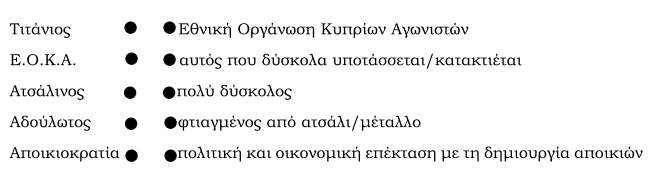 Τιτάνιος ● ● Εθνική Οργάνωση Κυπρίων Αγωνιστών
Ε.Ο.Κ.Α. ● ● αυτός που δύσκολα υποτάσσεται/κατακτιέται
Ατσάλινος ● ● πολύ δύσκολος
Αδούλωτος ● ● φτιαγμένος από ατσάλι/μέταλλο
Αποικιοκρατία ● ● πολιτική και οικονομική επέκταση με τη δημιουργία αποικιών